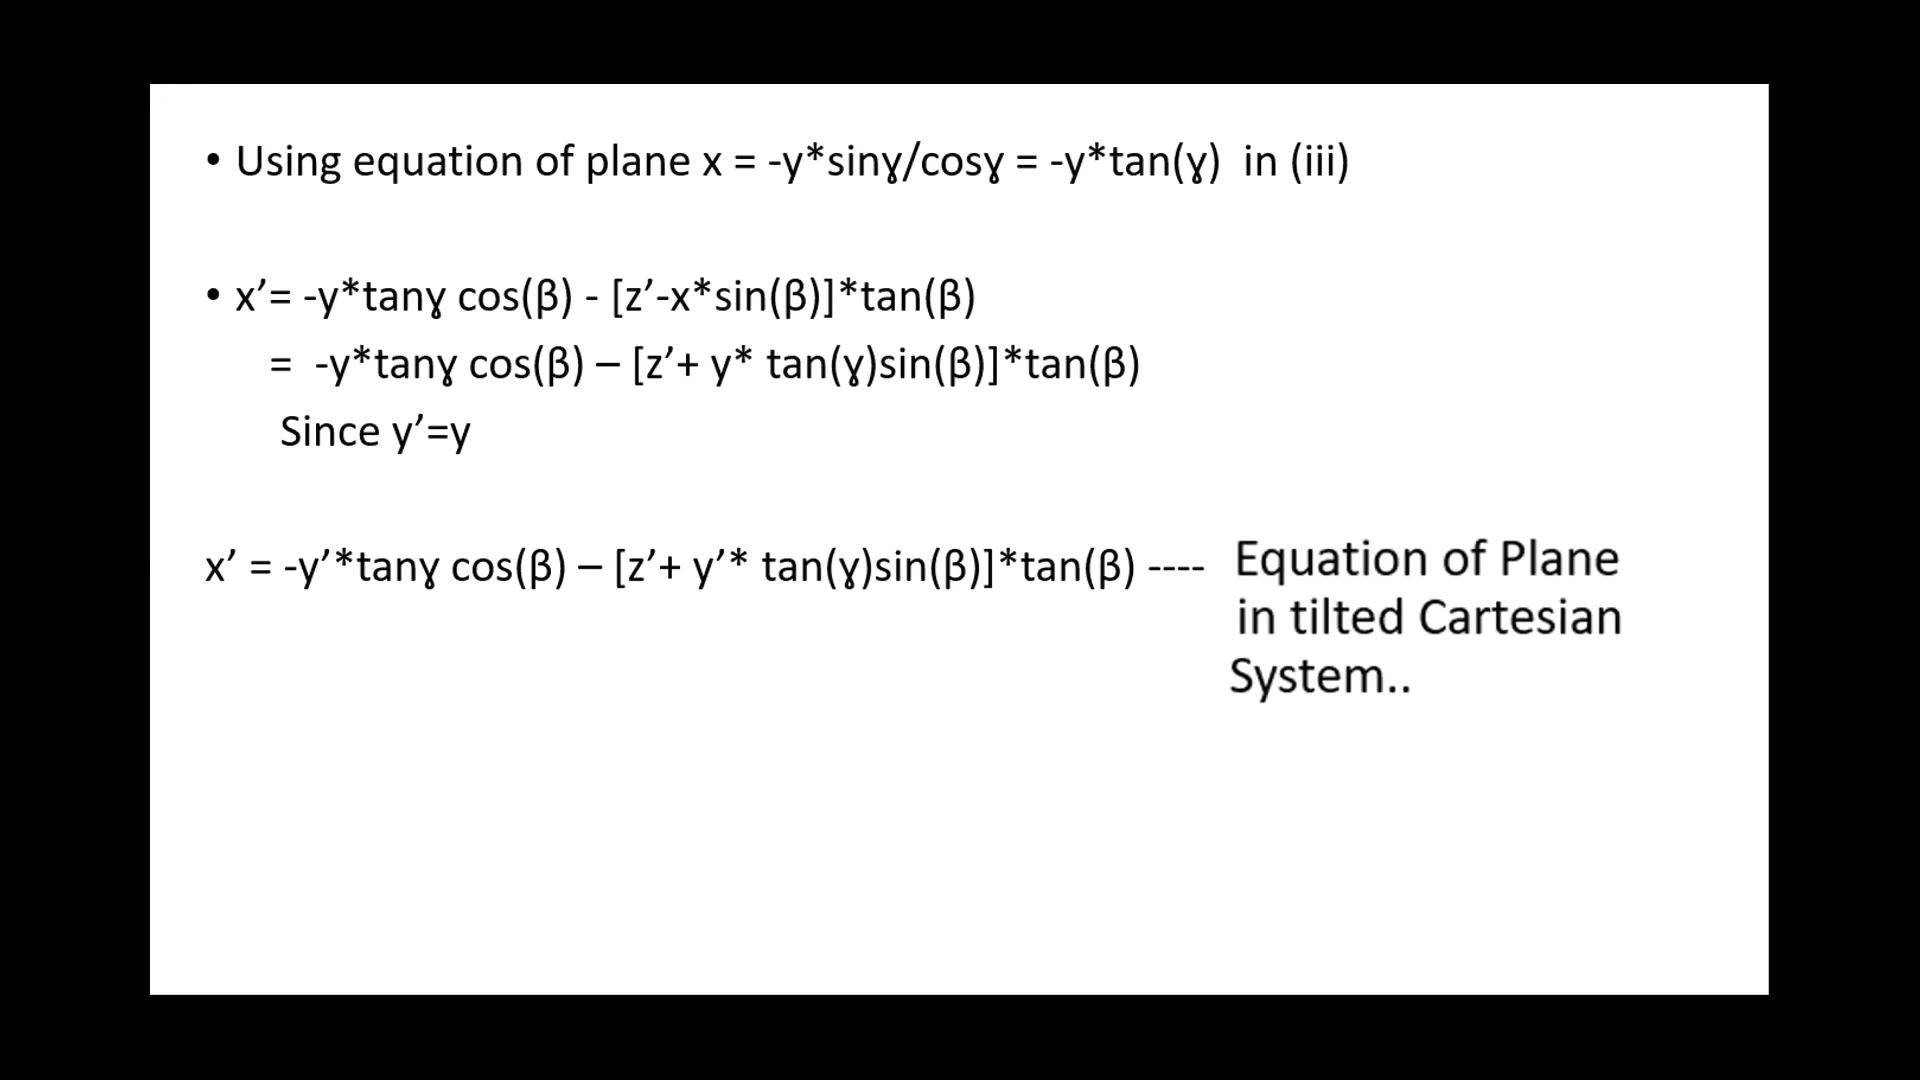 • Using equation of plane x = -y*sinɣ/cosɣ = -y*tan(ɣ) in (iii)
• x’= -y*tanɣ cos(β) - [z’-x*sin(β)]*tan(β)
= -y*tanɣ cos(β) – [z’+ y* tan(ɣ)sin(β)]*tan(β)
Since y’=y
x’ = -y’*tanɣ cos(β) – [z’+ y’* tan(ɣ)sin(β)]*tan(β) ---- Equation of Plane
in tilted Cartesian
System..